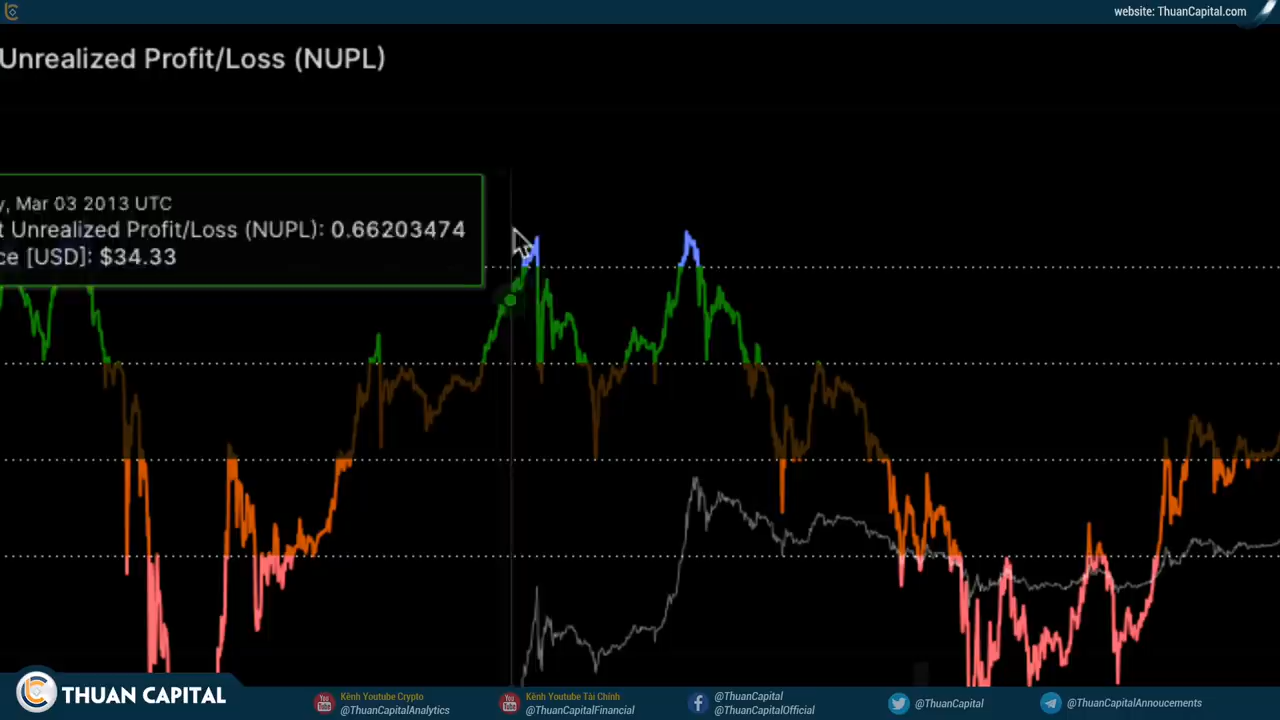 website: ThuanCapital.com
Unrealized Profit/Loss (NUPL)
y, Mar 03 2013 UTC
t Unrealized Profit/Loss (NUPL): 0.66203474
ce [USD]: $34.33
THUAN CAPITAL
Kênh Youtube Crypto
@ThuanCapitalAnalytics
Kênh Youtube Tài Chính
@ThuanCapitalFinancial
@ThuanCapital
@ThuanCapitalOfficial
@ThuanCapital
@ThuanCapitalAnnoucements